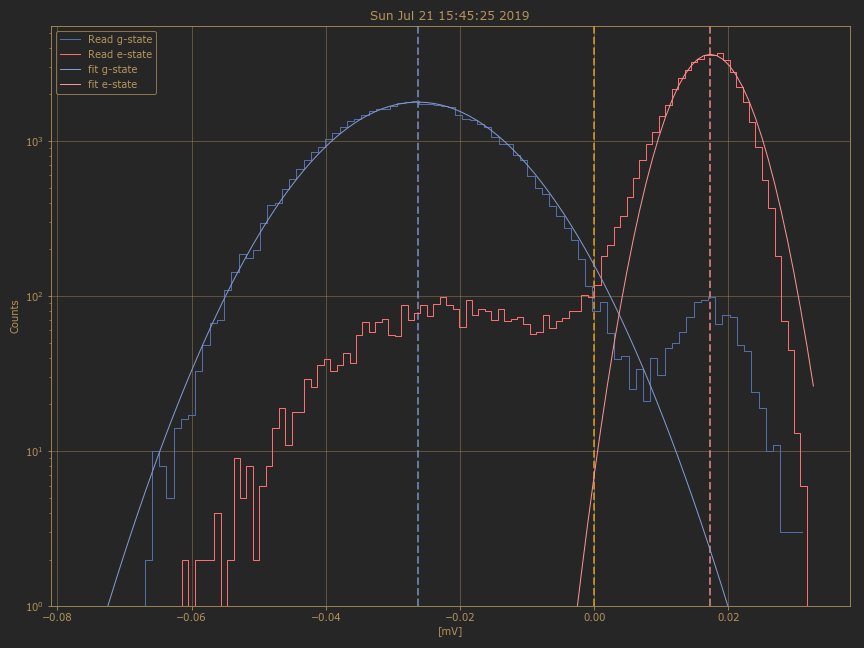 Sun Jul 21 15:45:25 2019
Read g-state
Read e-state
fit g-state
fit e-state
Counts
10³
10²
10¹
10⁰
−0.08 −0.06 −0.04 −0.02 0.00 0.02
[mV]